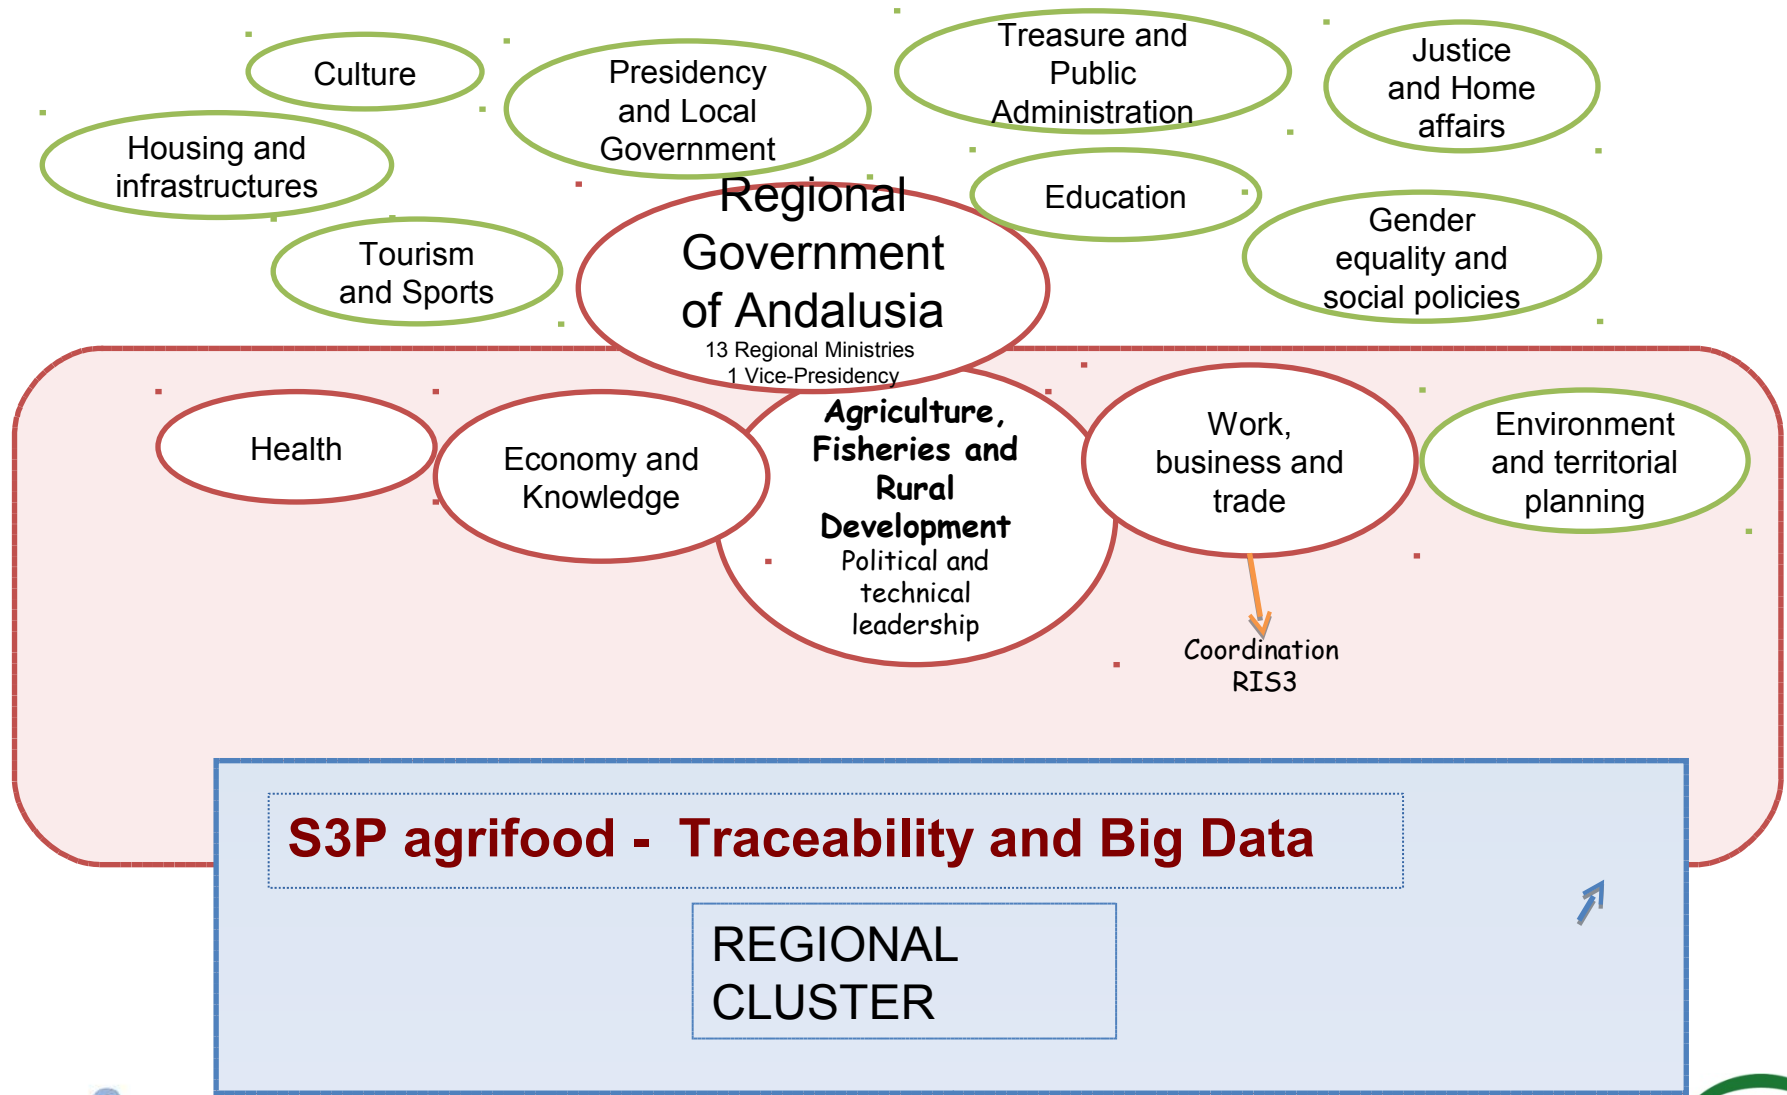 Culture
Presidency
and Local
Government
Treasure and
Public
Administration
Justice
and Home
affairs
Housing and
infrastructures
Education
Tourism
and Sports
Regional
Government
of Andalusia
13 Regional Ministries
1 Vice-Presidency
Gender
equality and
social policies
Health
Economy and
Knowledge
Agriculture,
Fisheries and
Rural
Development
Political and
technical
leadership
Work,
business and
trade
Environment
and territorial
planning
Coordination
RIS3
S3P agrifood - Traceability and Big Data
REGIONAL
CLUSTER